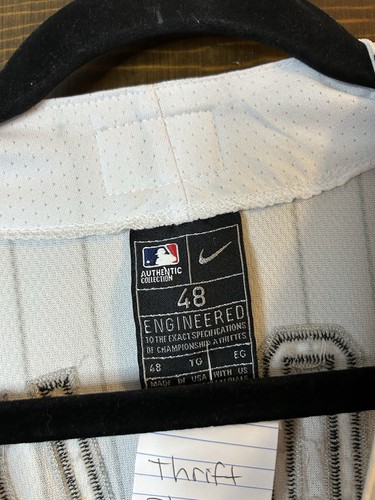 AUTHENTIC
COLLECTION
48
ENGINEERED
TO THE EXACT SPECIFICATIONS
OF CHAMPIONSHIP ATHLETES
48 TG EG
MADE IN USA WITH US
Thrift